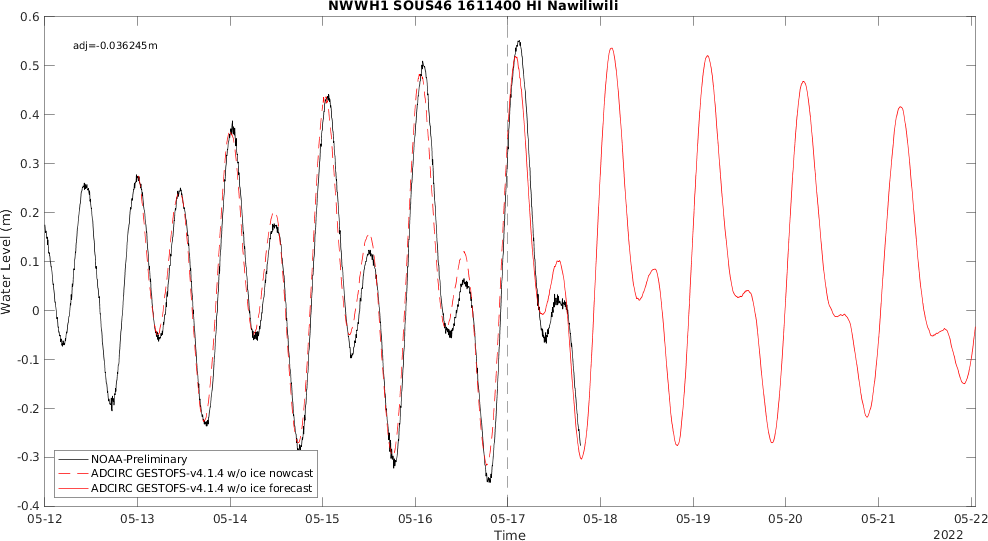 NWWH1 SOUS46 1611400 HI Nawiliwili
adj=-0.036245m
0.6
0.5
0.4
0.3
0.2
0.1
0
-0.1
-0.2
-0.3
-0.4
Water Level (m)
NOAA-Preliminary
ADCIRC GESTOFS-v4.1.4 w/o ice nowcast
ADCIRC GESTOFS-v4.1.4 w/o ice forecast
05-12 05-13 05-14 05-15 05-16 05-17 05-18 05-19 05-20 05-21 05-22
Time
2022